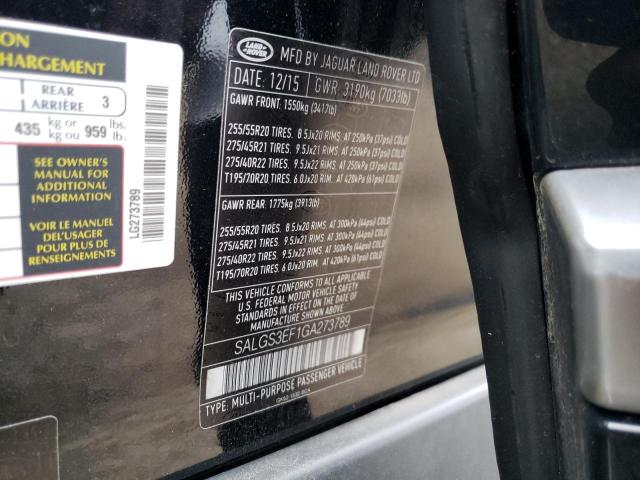 ION
CHARGEMENT
REAR
ARRIÈRE 3
435 kg or kg ou 959 lbs. lb.
SEE OWNER'S
MANUAL FOR
ADDITIONAL
INFORMATION
VOIR LE MANUEL
DEL'USAGER
POUR PLUS DE
RENSEIGNEMENTS
LG273789
LAND ROVER
MFD BY JAGUAR LAND ROVER LTD
DATE: 12/15 GWR. 3190kg (7033lb)
GAWR FRONT: 1550kg (3417lb)
255/55R20 TIRES. 8.5Jx20 RIMS. AT 250kPa (37psi) COLD
275/45R21 TIRES. 9.5Jx21 RIMS. AT 250kPa (37psi) COLD
275/40R22 TIRES. 9.5Jx22 RIMS. AT 250kPa (37psi) COLD
T195/70R20 TIRES. 6.0Jx20 RIMS. AT 420kPa (61psi) COLD
GAWR REAR: 1775kg (3913lb)
255/55R20 TIRES. 8.5Jx20 RIMS. AT 300kPa (44psi) COLD
275/45R21 TIRES. 9.5Jx21 RIMS. AT 300kPa (44psi) COLD
275/40R22 TIRES. 9.5Jx22 RIMS. AT 300kPa (44psi) COLD
T195/70R20 TIRES. 6.0Jx20 RIMS. AT 420kPa (61psi) COLD
THIS VEHICLE CONFORMS TO ALL APPLICABLE
U.S. FEDERAL MOTOR VEHICLE SAFETY
STANDARDS IN EFFECT ON THE DATE OF
MANUFACTURE SHOWN ABOVE.
SALGS3EF1GA273789
TYPE: MULTI-PURPOSE PASSENGER VEHICLE